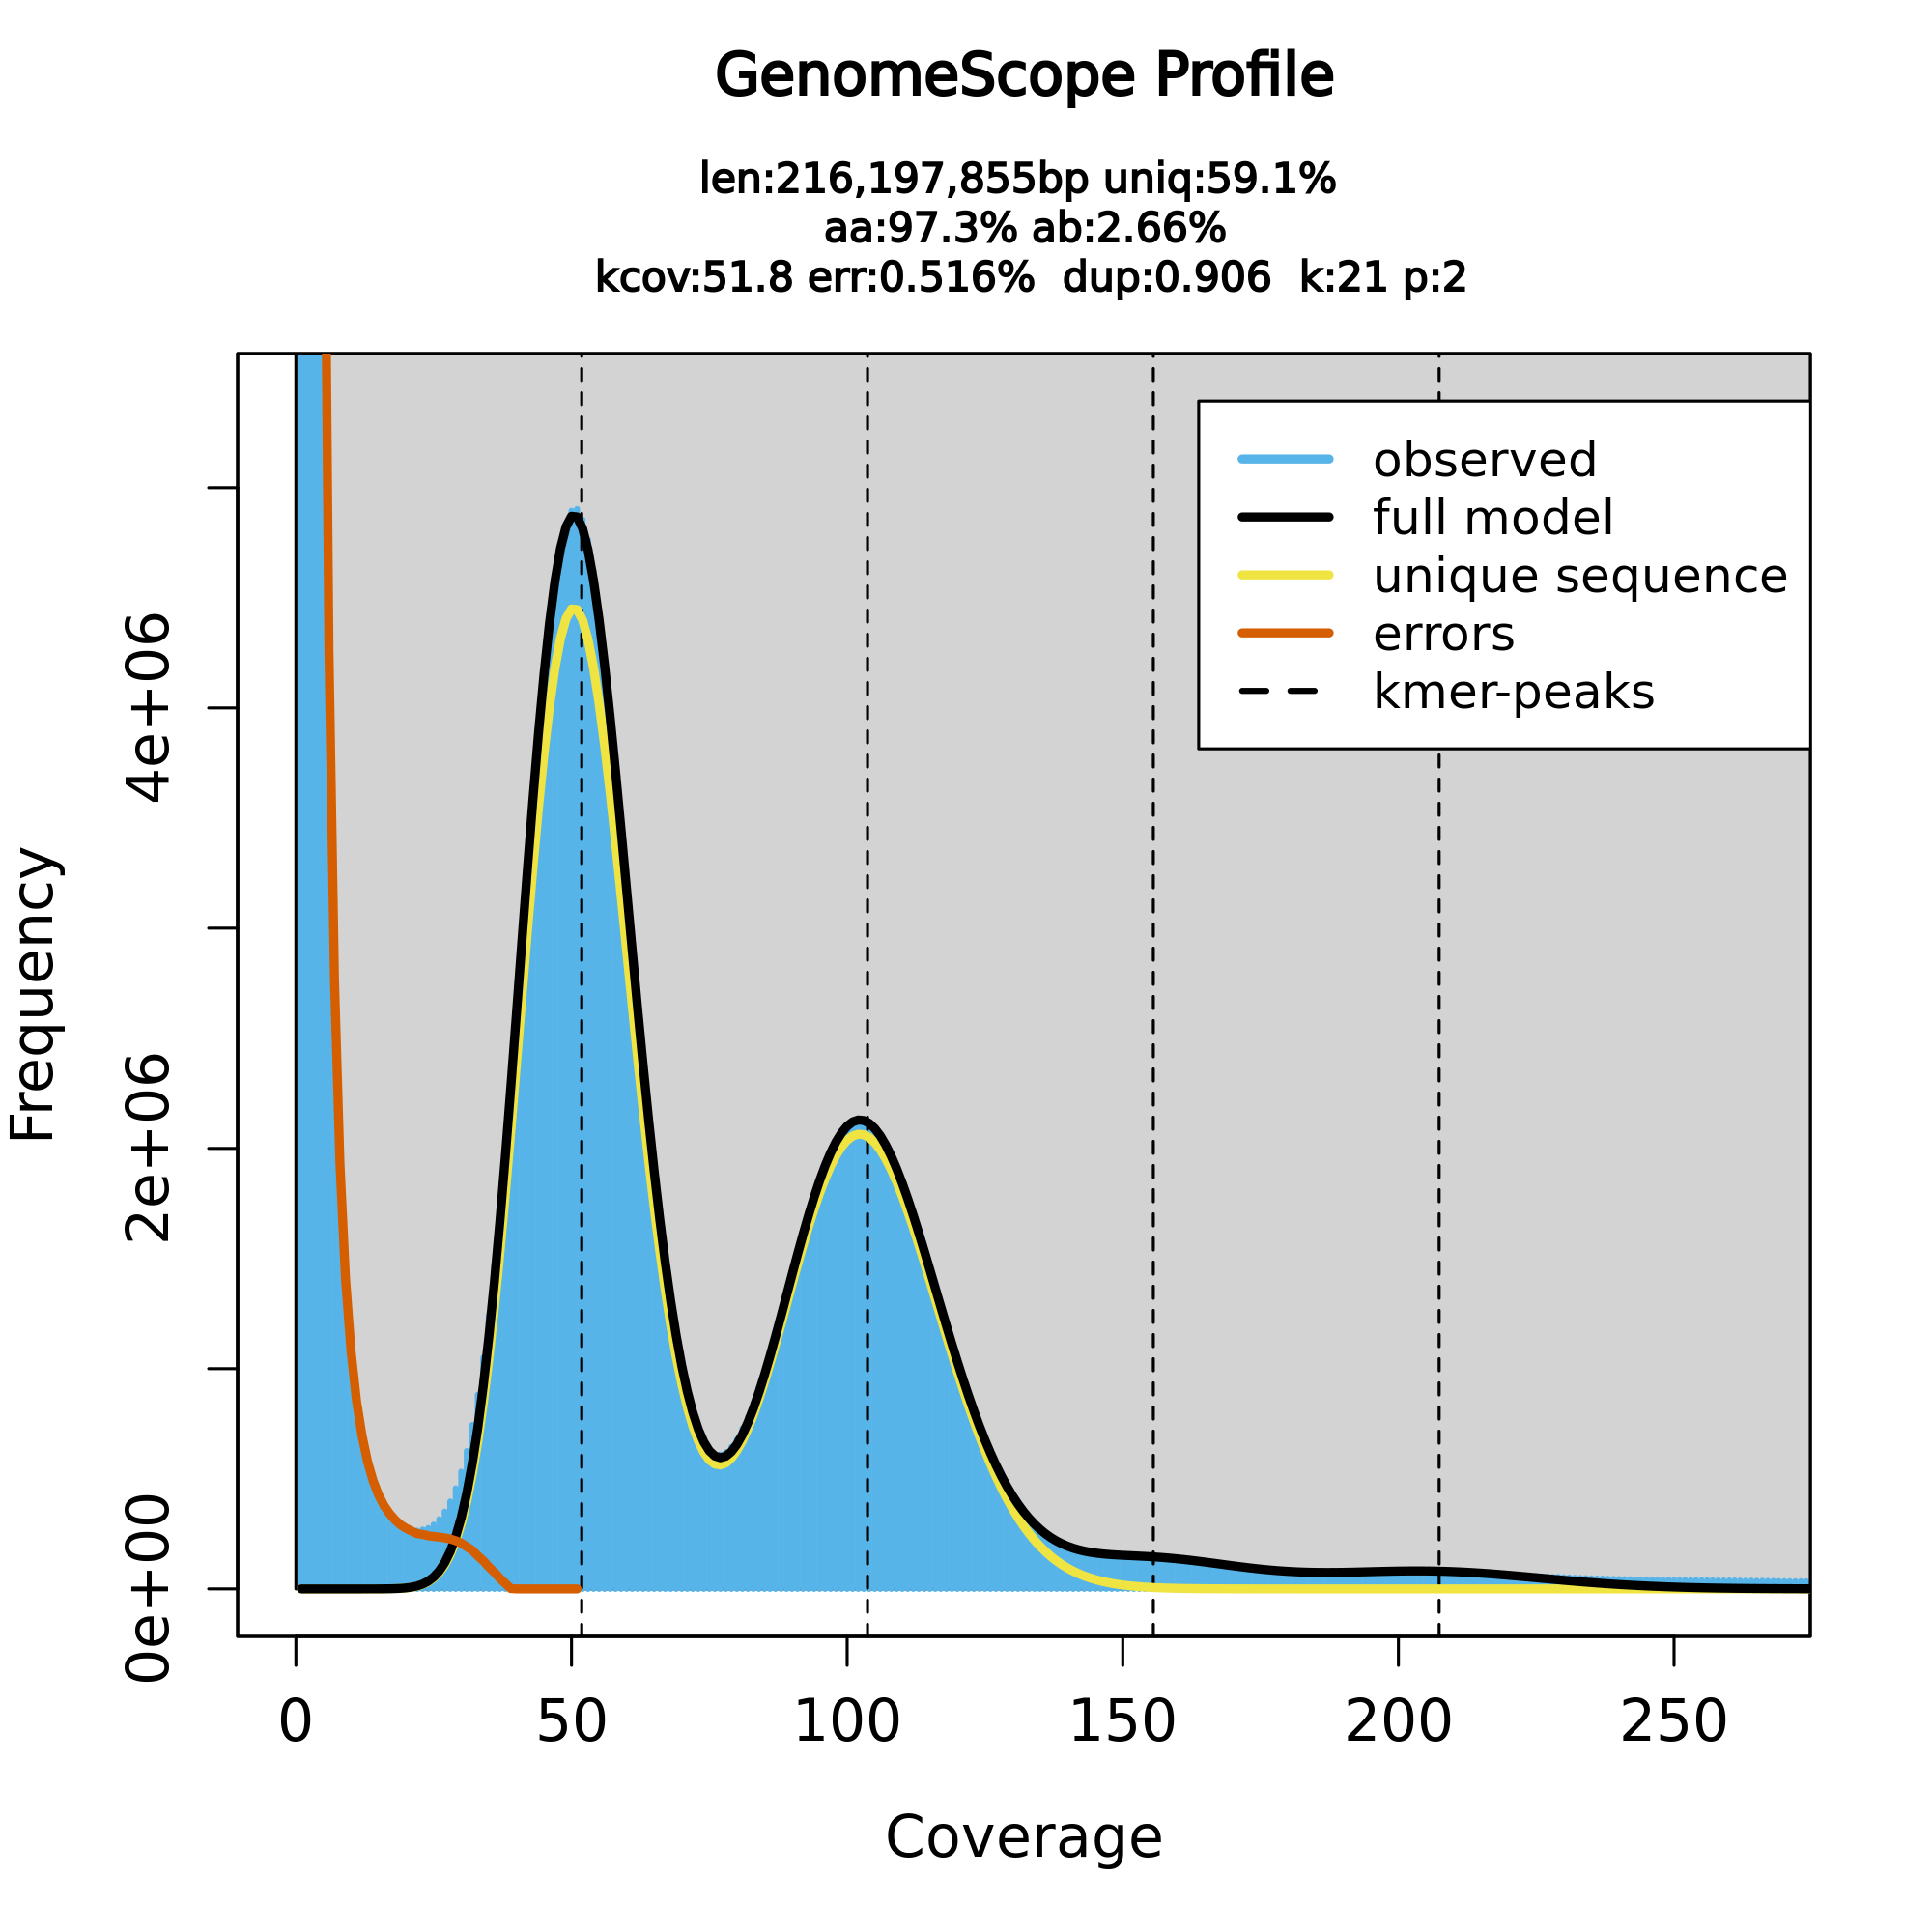 GenomeScope Profile
len:216,197,855bp uniq:59.1%
aa:97.3% ab:2.66%
kcov:51.8 err:0.516% dup:0.906 k:21 p:2
observed
full model
unique sequence
errors
kmer-peaks
Frequency
4e+06
2e+06
0e+00
0 50 100 150 200 250
Coverage